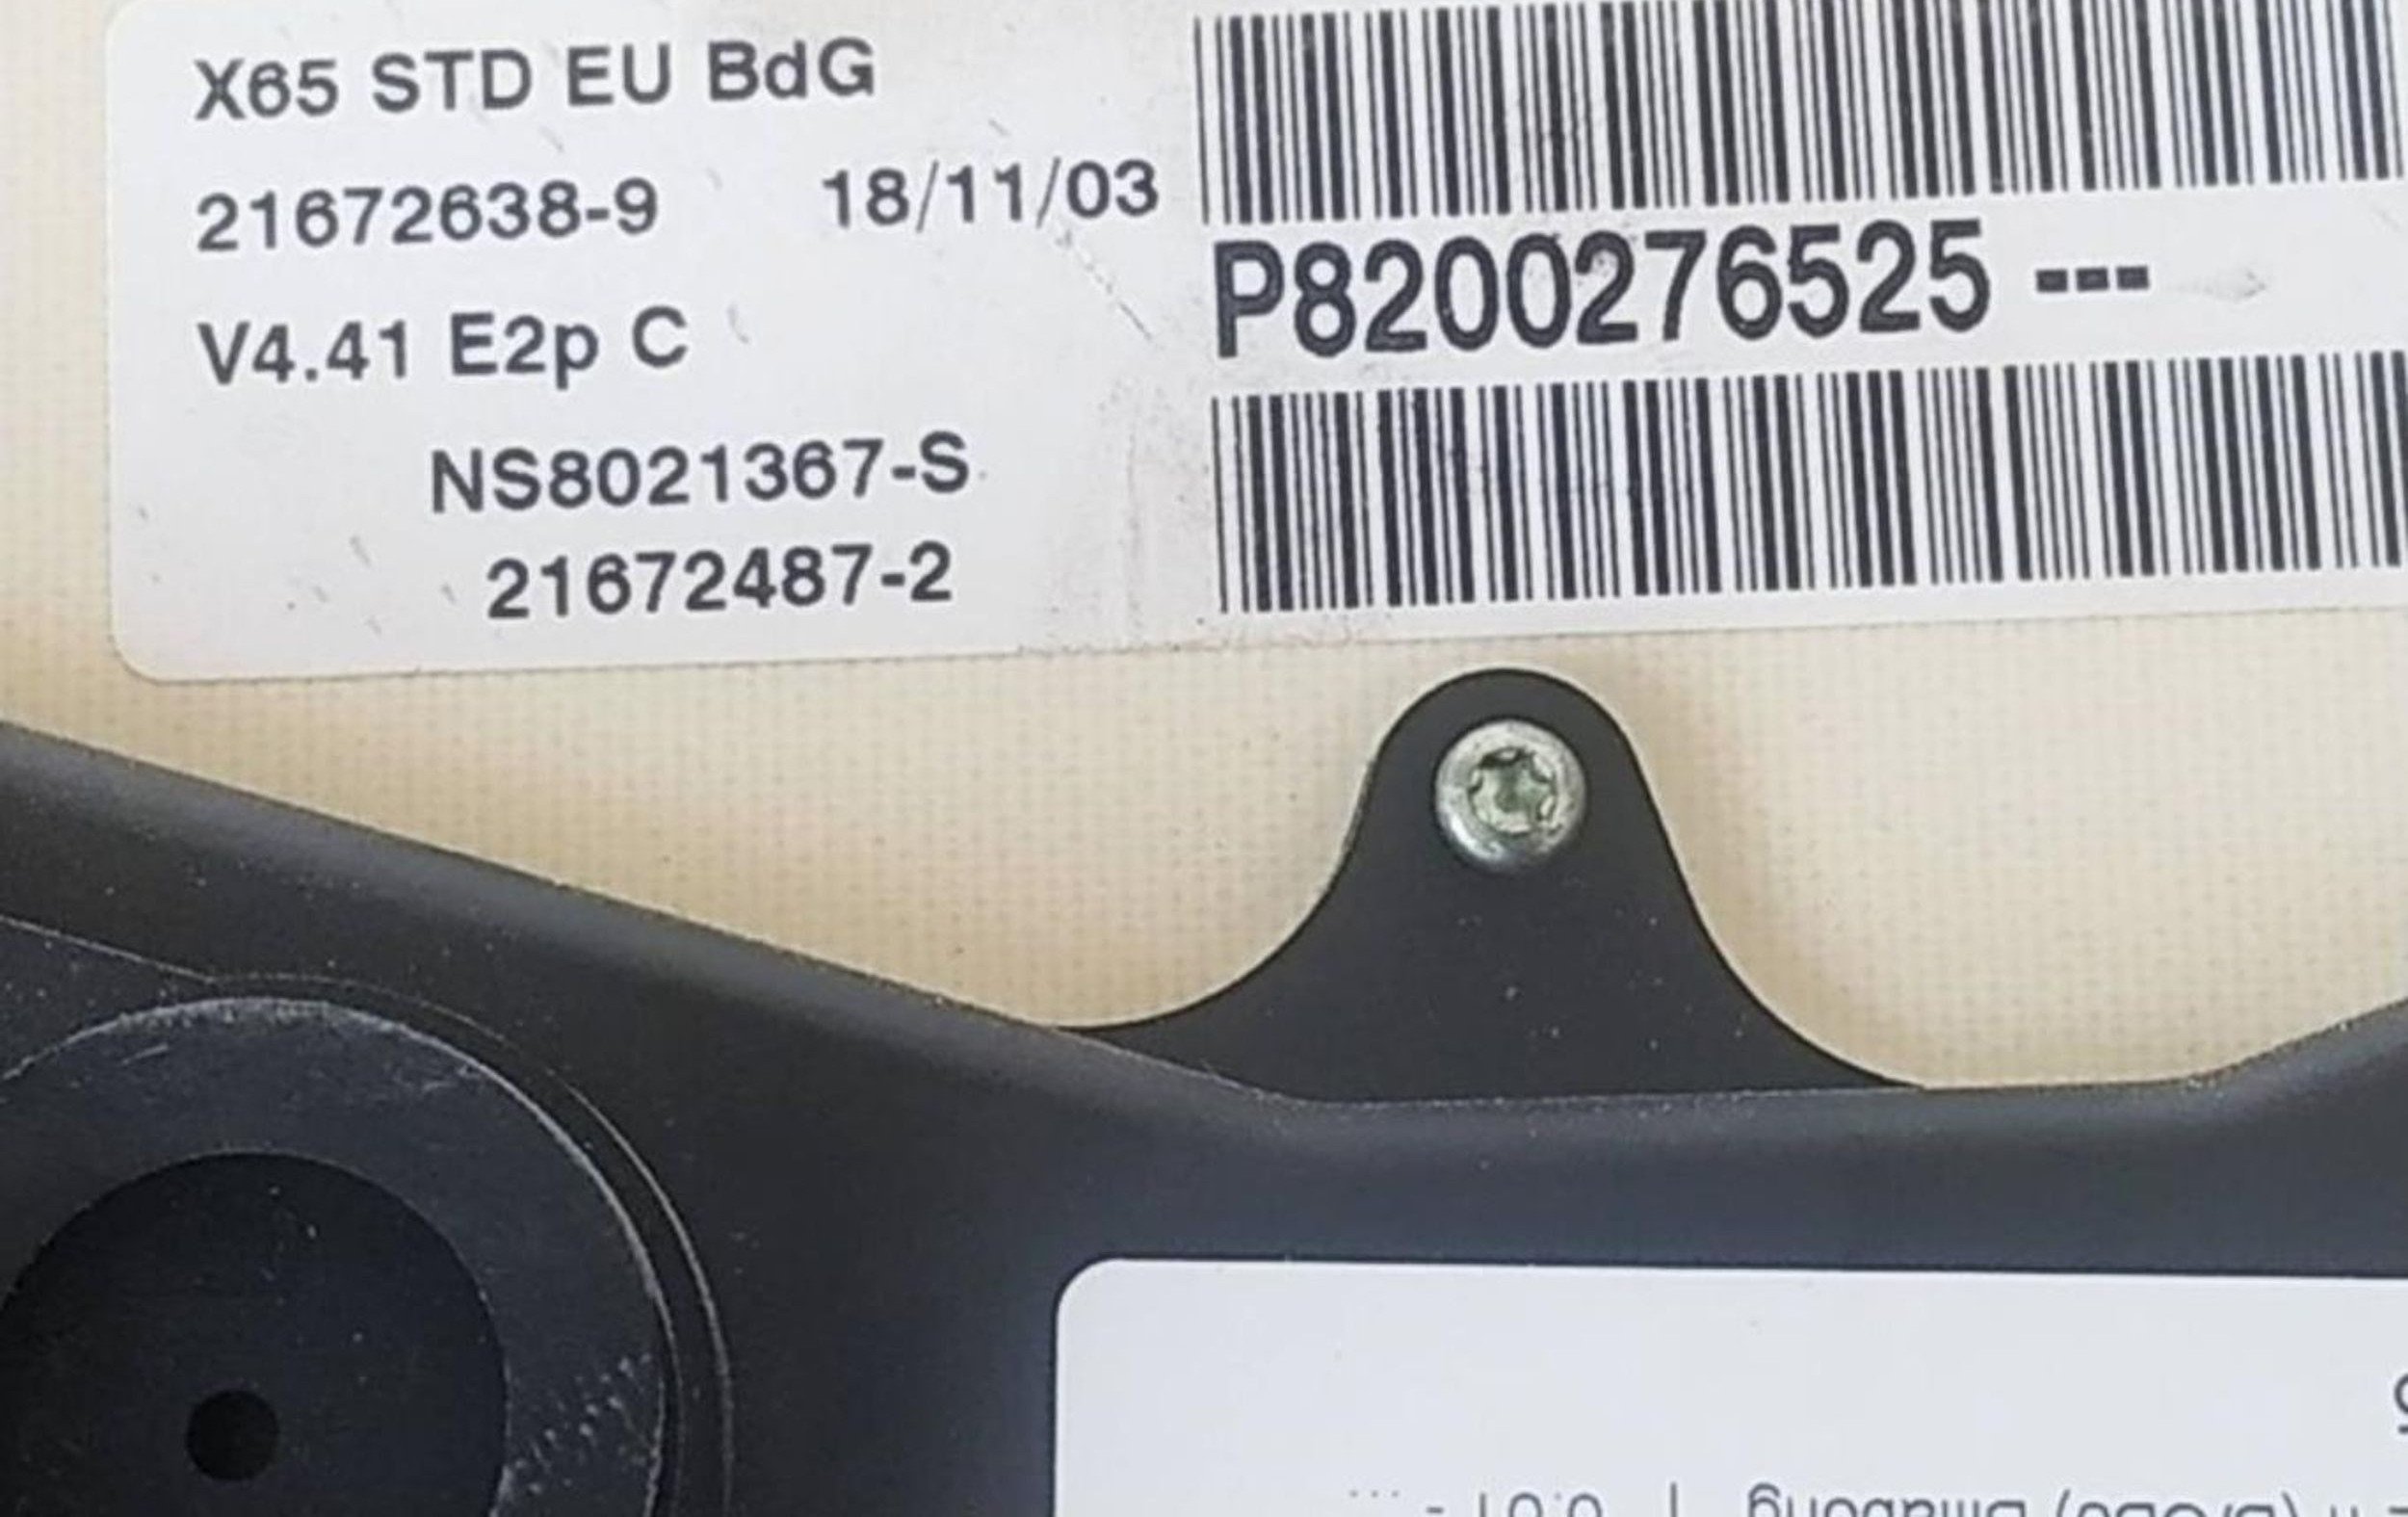 X65 STD EU BdG
21672638-9 18/11/03
V4.41 E2p C
NS8021367-S
21672487-2
P8200276525 ---